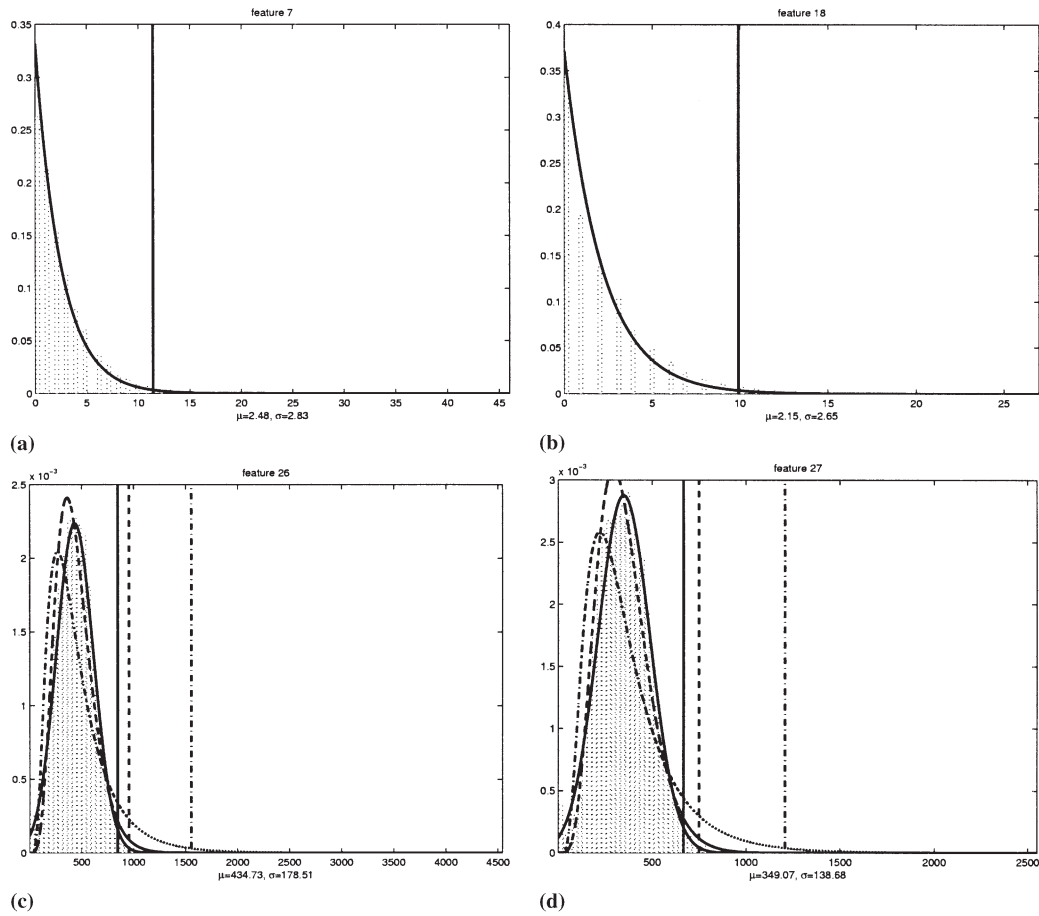 feature 7
0.35
0.3
0.25
0.2
0.15
0.1
0.05
0
0 5 10 15 20 25 30 35 40 45
μ=2.48, σ=2.83
(a)
feature 18
0.4
0.35
0.3
0.25
0.2
0.15
0.1
0.05
0
0 5 10 15 20 25
μ=2.15, σ=2.65
(b)
feature 26
x 10⁻³
2.5
2
1.5
1
0.5
0
500 1000 1500 2000 2500 3000 3500 4000 4500
μ=434.73, σ=178.51
(c)
feature 27
x 10⁻³
3
2.5
2
1.5
1
0.5
0
500 1000 1500 2000 2500
μ=349.07, σ=138.68
(d)